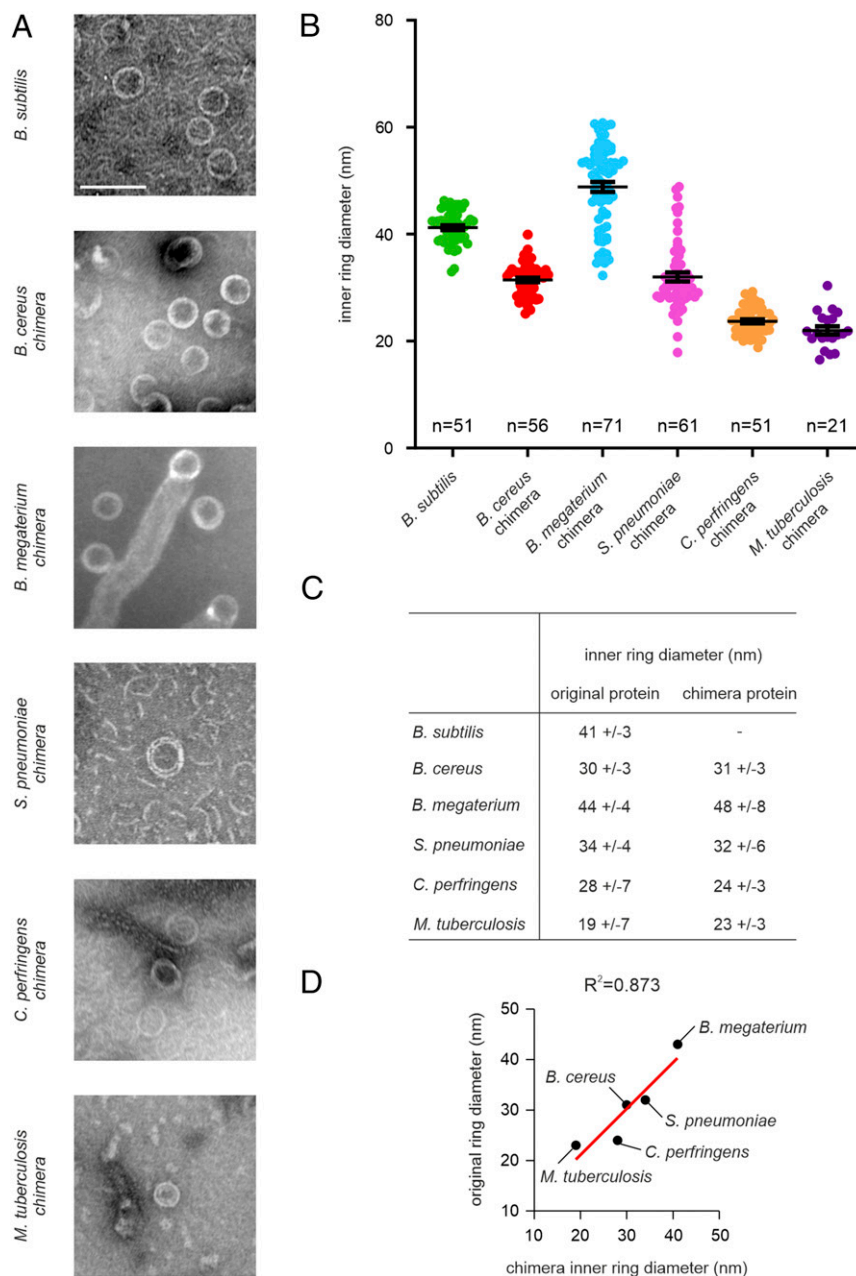 A
B. subtilis
B. cereus
chimera
B. megaterium
chimera
S. pneumoniae
chimera
C. perfringens
chimera
M. tuberculosis
chimera
B
inner ring diameter (nm)
80
60
40
20
0
n=51
n=56
n=71
n=61
n=51
n=21
B. subtilis
B. cereus
chimera
B. megaterium
chimera
S. pneumoniae
chimera
C. perfringens
chimera
M. tuberculosis
chimera
C
inner ring diameter (nm)
original protein chimera protein
B. subtilis 41 +/-3 -
B. cereus 30 +/-3 31 +/-3
B. megaterium 44 +/-4 48 +/-8
S. pneumoniae 34 +/-4 32 +/-6
C. perfringens 28 +/-7 24 +/-3
M. tuberculosis 19 +/-7 23 +/-3
D
R²=0.873
original ring diameter (nm)
50
40
30
20
10
B. megaterium
B. cereus
S. pneumoniae
C. perfringens
M. tuberculosis
10 20 30 40 50
chimera inner ring diameter (nm)